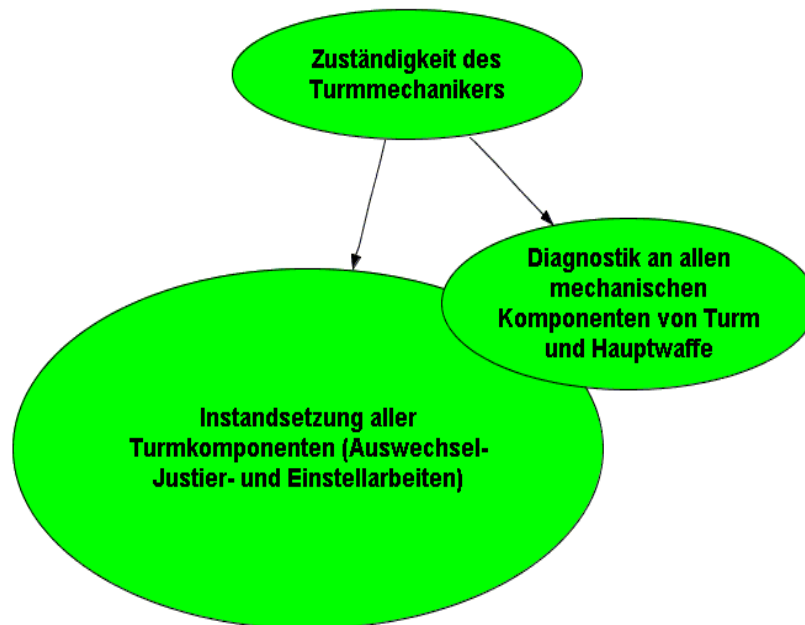 Zuständigkeit des
Turmmechanikers
Diagnostik an allen
mechanischen
Komponenten von Turm
und Hauptwaffe
Instandsetzung aller
Turmkomponenten (Auswechsel-
Justier- und Einstellarbeiten)